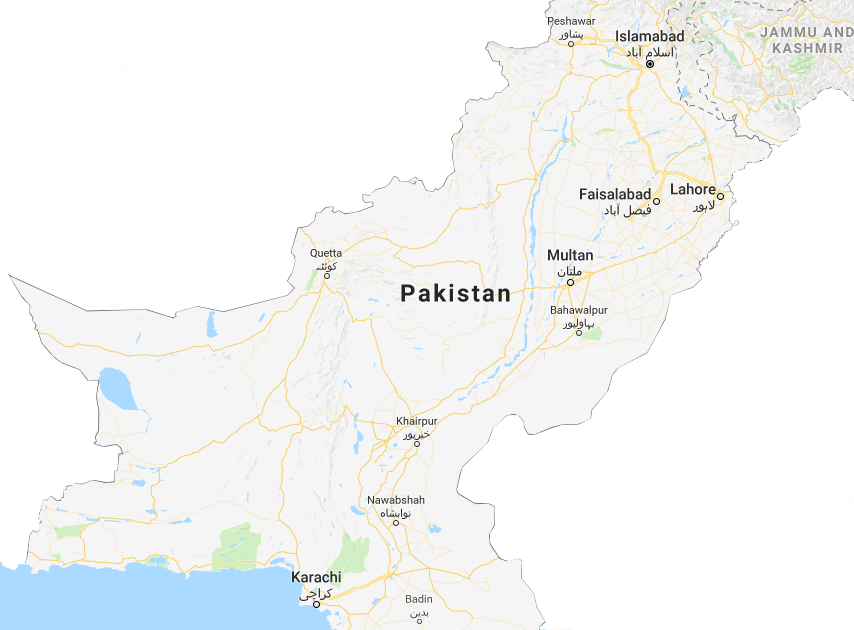 Peshawar
پشاور
Islamabad
اسلام آباد
JAMMU AND
KASHMIR
Faisalabad
فیصل آباد
Lahore
لاہور
Quetta
کوئٹہ
Multan
ملتان
Pakistan
Bahawalpur
بہاولپور
Khairpur
خیرپور
Nawabshah
نوابشاہ
Karachi
کراچی
Badin
بدین